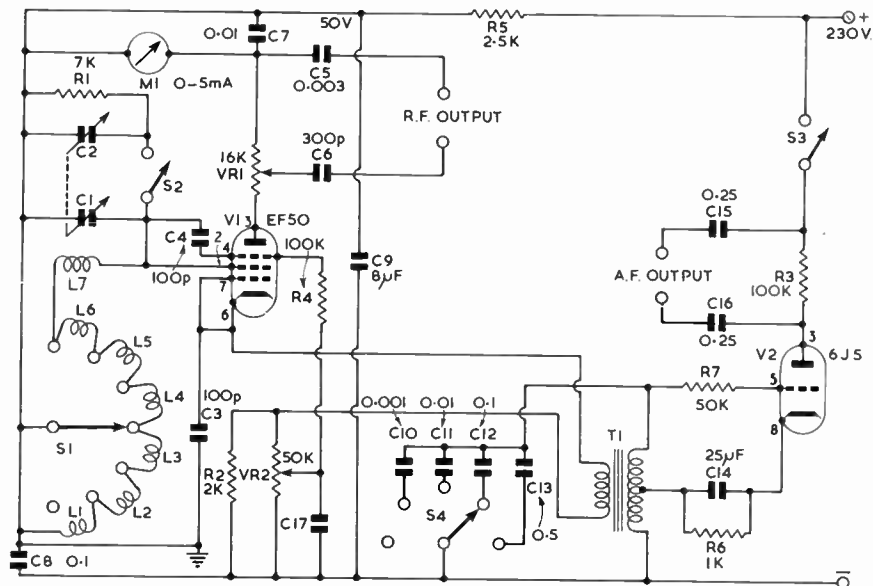 50V
R5
2.5K
+
230V.
0.01
C7
7K
R1
M1
0-5mA
C5
0.003
R.F. OUTPUT
C2
300p
C6
S3
16K
VR1
S2
C1
0.25
C15
V1
3
EF50
C4
2
4
100K
100p
7
R4
C9
8µF
A.F. OUTPUT
R3
100K
L7
6
C16
0.25
L6
L5
V2
3
6J5
R7
5
50K
L4
100p
C3
0.001
0.01
0.1
C10
C11
C12
8
S1
L3
50K
T1
25µF
C14
R2
2K
VR2
C13
L1
L2
C17
S4
0.5
R6
1K
C8
0.1
−